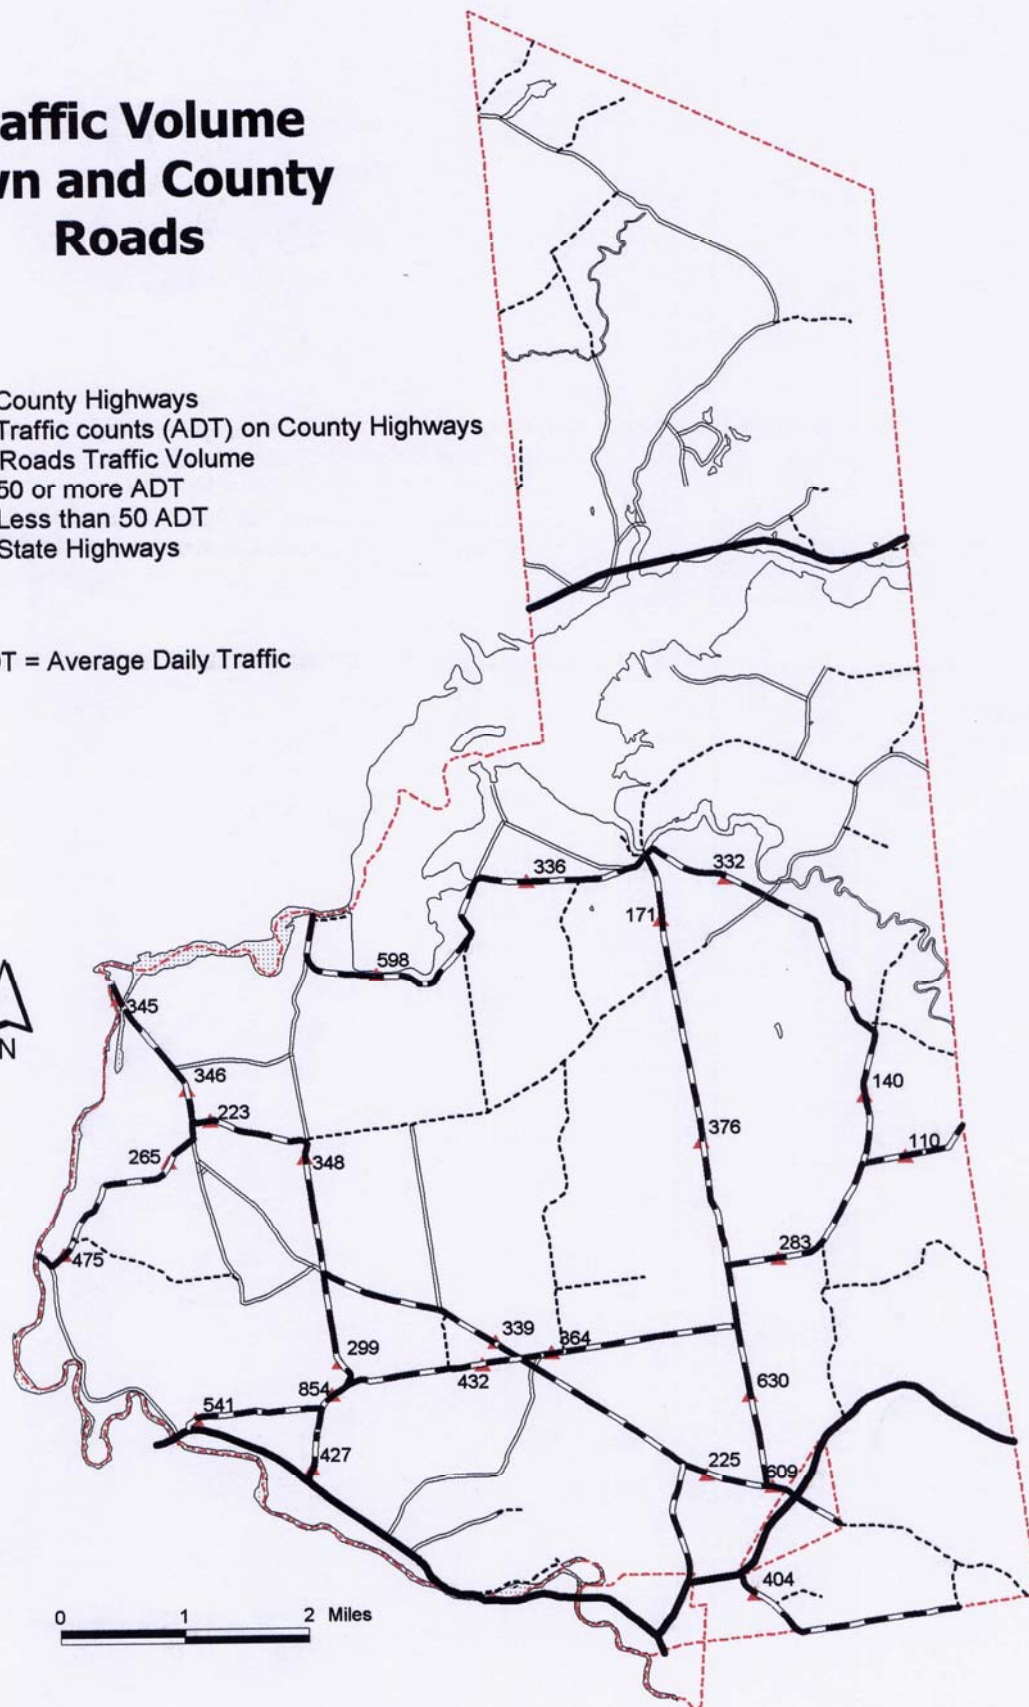 affic Volume
wn and County
Roads
County Highways
Traffic counts (ADT) on County Highways
Roads Traffic Volume
50 or more ADT
Less than 50 ADT
State Highways
T = Average Daily Traffic
336
332
171
598
345
N
346
140
223
376
110
265
348
283
475
339
364
299
432
630
854
541
427
225
609
404
0 1 2 Miles